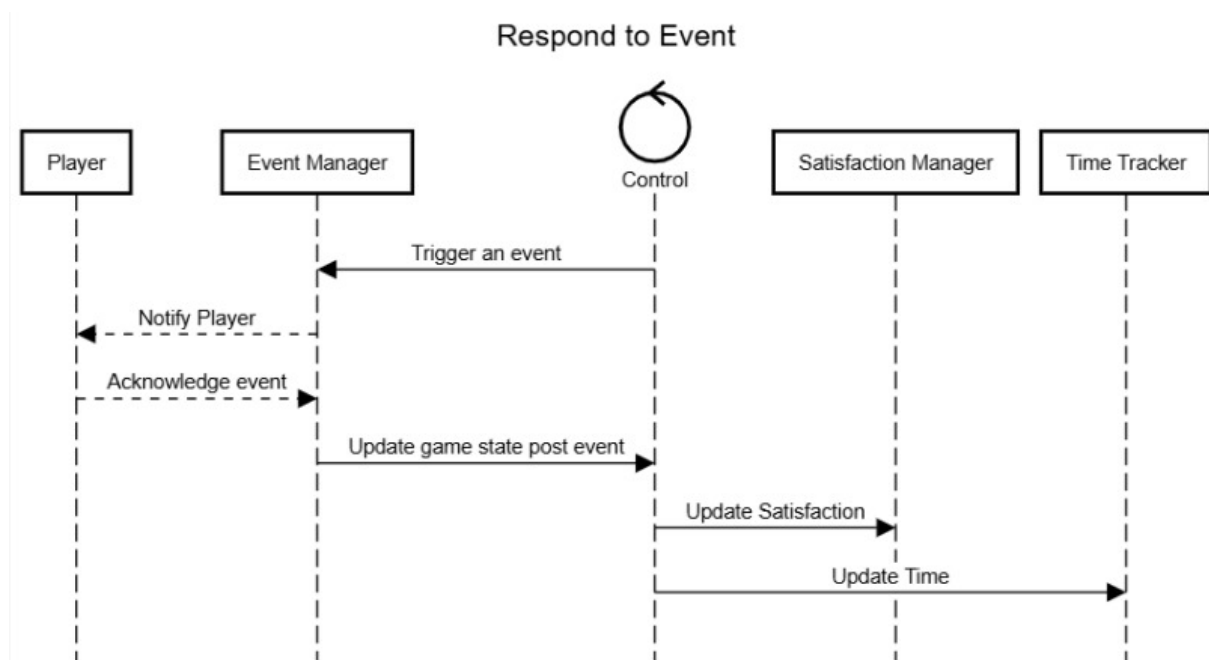 Respond to Event
Player
Event Manager
Control
Satisfaction Manager
Time Tracker
Trigger an event
Notify Player
Acknowledge event
Update game state post event
Update Satisfaction
Update Time